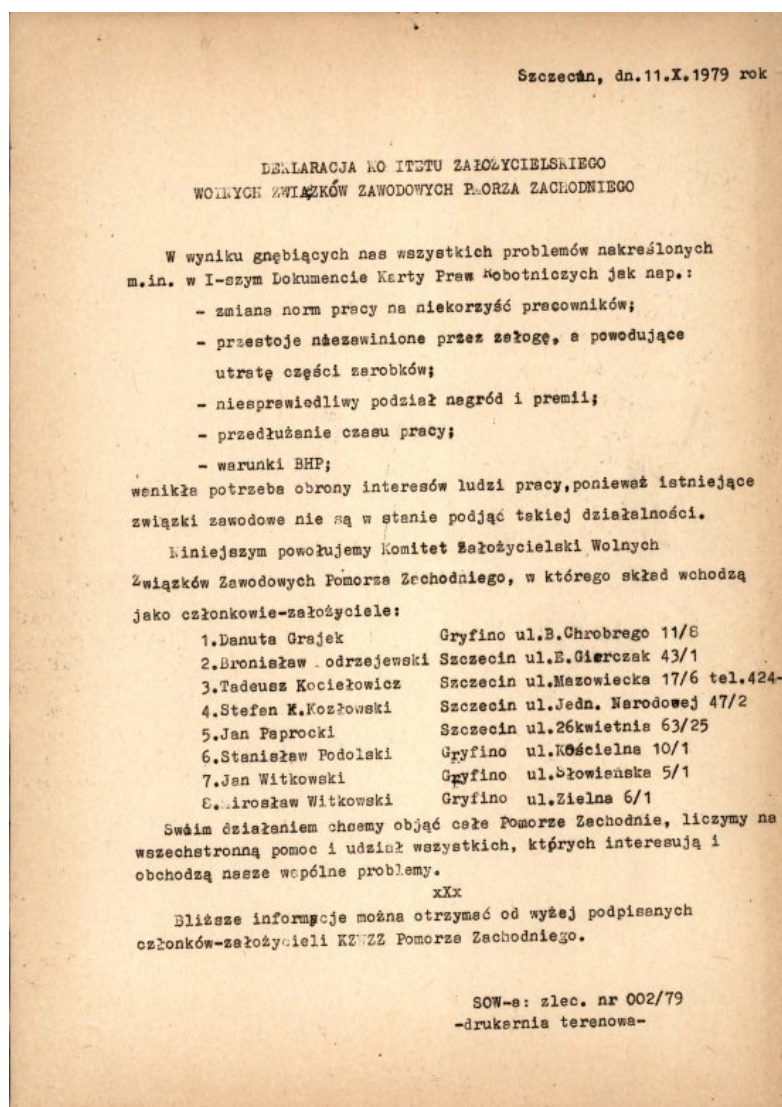 Szczecin, dn.11.X.1979 rok
DEKLARACJA KO ITETU ZAŁOŻYCIELSKIEGO
WOLNYCH ZWIĄZKÓW ZAWODOWYCH P MORZA ZACHODNIEGO
W wyniku gnębiących nas wszystkich problemów nakreślonych
m.in. w I-szym Dokumencie Karty Praw Robotniczych jak nap.:
- zmiana norm pracy na niekorzyść pracowników;
- przestoje niezawinione przez załogę, a powodujące
utratę części zarobków;
- niesprawiedliwy podział nagród i premii;
- przedłużanie czasu pracy;
- warunki BHP;
wynikła potrzeba obrony interesów ludzi pracy,ponieważ istniejące
związki zawodowe nie są w stanie podjąć takiej działalności.
Niniejszym powołujemy Komitet Założycielski Wolnych
Związków Zawodowych Pomorza Zachodniego, w którego skład wchodzą
jako członkowie-założyciele:
1.Danuta Grajek Gryfino ul.B.Chrobrego 11/8
2.Bronisław Modrzejewski Szczecin ul.E.Gierczak 43/1
3.Tadeusz Kociełowicz Szczecin ul.Mazowiecka 17/6 tel.424-
4.Stefan M.Kozłowski Szczecin ul.Jedn. Narodowej 47/2
5.Jan Paprocki Szczecin ul.26kwietnia 63/25
6.Stanisław Podolski Gryfino ul.Kościelna 10/1
7.Jan Witkowski Gryfino ul.Słowiańska 5/1
8.Mirosław Witkowski Gryfino ul.Zielna 6/1
Swoim działaniem chcemy objąć całe Pomorze Zachodnie, liczymy na
wszechstronną pomoc i udział wszystkich, których interesują i
obchodzą nasze wspólne problemy.
xXx
Bliższe informacje można otrzymać od wyżej podpisanych
członków-założycieli KZWZZ Pomorza Zachodniego.
SOW-a: zlec. nr 002/79
-drukarnia terenowa-